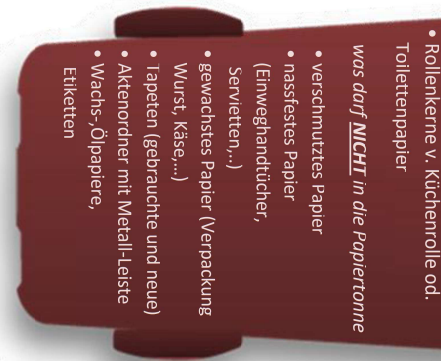 • Rollenkerne v. Küchenrolle od.
Toilettenpapier
was darf NICHT in die Papiertonne
• verschmutztes Papier
• nassfestes Papier
(Einweghandtücher,
Servietten,...)
• gewachstes Papier (Verpackung
Wurst, Käse,...)
• Tapeten (gebrauchte und neue)
• Aktenordner mit Metall-Leiste
• Wachs-,Ölpapiere,
Etiketten